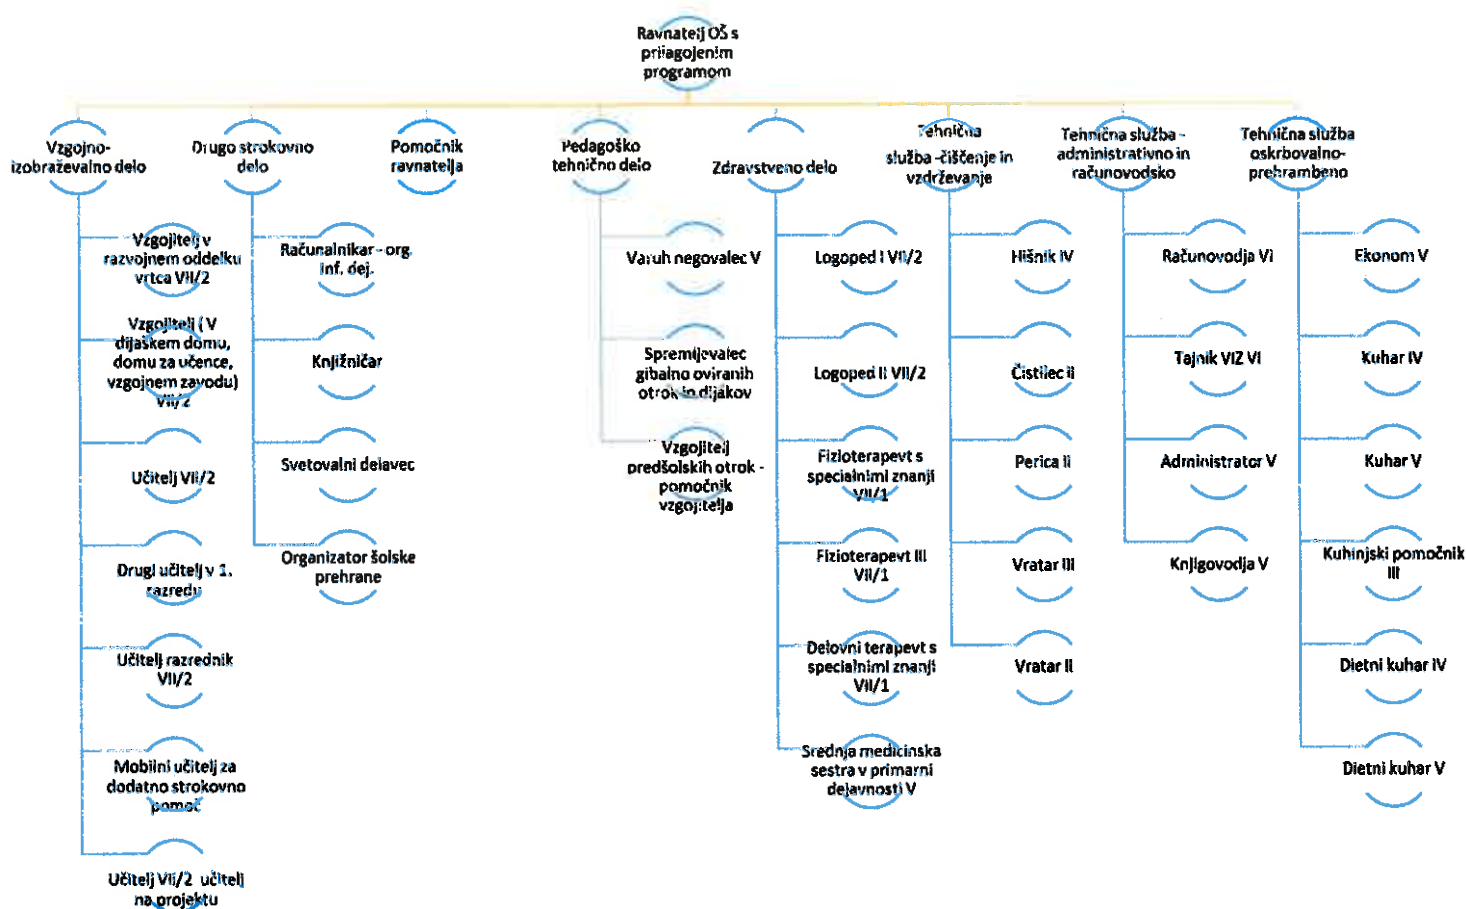 Ravnatelj OŠ s
prilagojenim
programom
Vzgojno-
izobraževalno delo
Drugo strokovno
delo
Pomočnik
ravnatelja
Pedagoško
tehnično delo
Zdravstveno delo
Tehnična
služba -čiščenje in
vzdrževanje
Tehnična služba -
administrativno in
računovodsko
Tehnična služba
oskrbovalno-
prehrambeno
Vzgojitelj v
razvojnem oddelku
vrtca VII/2
Vzgojitelj ( V
dijaškem domu,
domu za učence,
vzgojnem zavodu)
VII/2
Učitelj VII/2
Drugi učitelj v 1.
razredu
Učitelj razrednik
VII/2
Mobilni učitelj za
dodatno strokovno
pomoč
Učitelj VII/2 učitelj
na projektu
Računalnikar - org.
inf. dej.
Knjižničar
Svetovalni delavec
Organizator šolske
prehrane
Varuh negovalec V
Spremljevalec
gibalno oviranih
otrok in dijakov
Vzgojitelj
predšolskih otrok -
pomočnik
vzgojitelja
Logoped I VII/2
Logoped II VII/2
Fizioterapevt s
specialnimi znanji
VII/1
Fizioterapevt III
VII/1
Delovni terapevt s
specialnimi znanji
VII/1
Srednja medicinska
sestra v primarni
dejavnosti V
Hišnik IV
Čistilec II
Perica II
Vratar III
Vratar II
Računovodja VI
Tajnik VIZ VI
Administrator V
Knjigovodja V
Ekonom V
Kuhar IV
Kuhar V
Kuhinjski pomočnik
III
Dietni kuhar IV
Dietni kuhar V